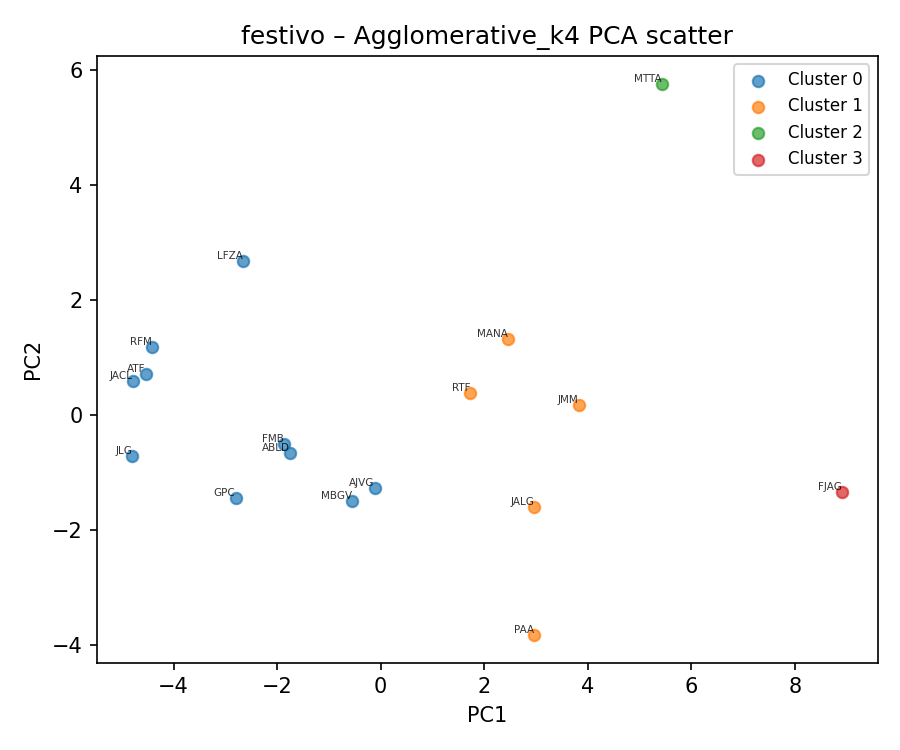 festivo – Agglomerative_k4 PCA scatter
Cluster 0
Cluster 1
Cluster 2
Cluster 3
MTTA
LFZA
RFM
ATF
JACL
JLG
FMB
ABLD
GPC
AJVG
MBGV
MANA
RTF
JMM
JALG
FJAG
PAA
6
4
2
0
−2
−4
PC2
−4
−2
0
2
4
6
8
PC1